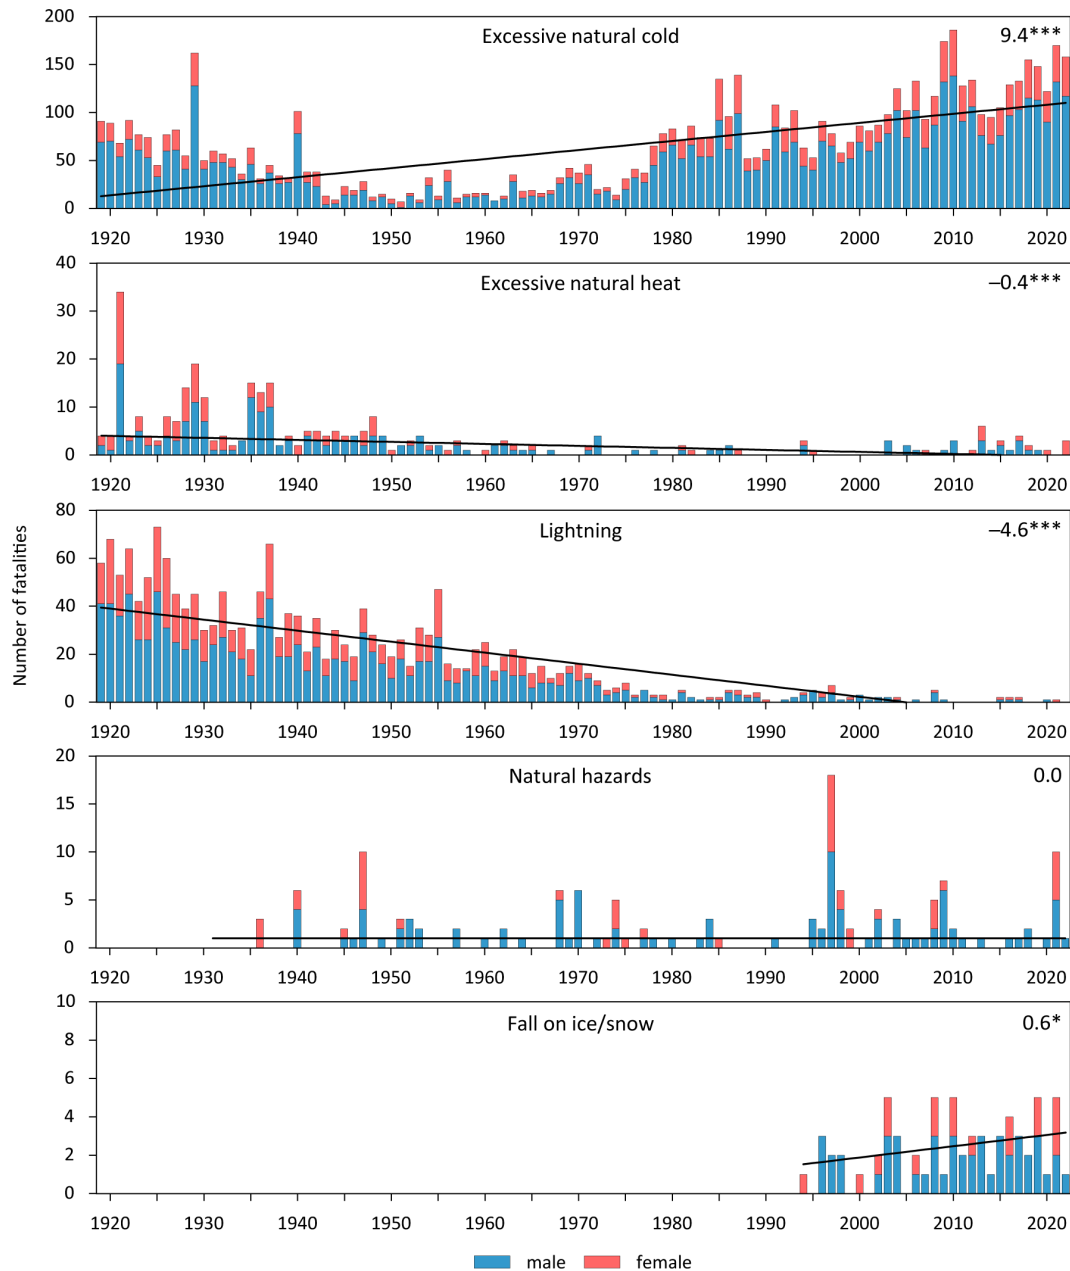 Number of fatalities
Excessive natural cold 9.4***
200
150
100
50
0
1920 1930 1940 1950 1960 1970 1980 1990 2000 2010 2020
Excessive natural heat –0.4***
40
30
20
10
0
1920 1930 1940 1950 1960 1970 1980 1990 2000 2010 2020
Lightning –4.6***
80
60
40
20
0
1920 1930 1940 1950 1960 1970 1980 1990 2000 2010 2020
Natural hazards 0.0
20
15
10
5
0
1920 1930 1940 1950 1960 1970 1980 1990 2000 2010 2020
Fall on ice/snow 0.6*
10
8
6
4
2
0
1920 1930 1940 1950 1960 1970 1980 1990 2000 2010 2020
male female